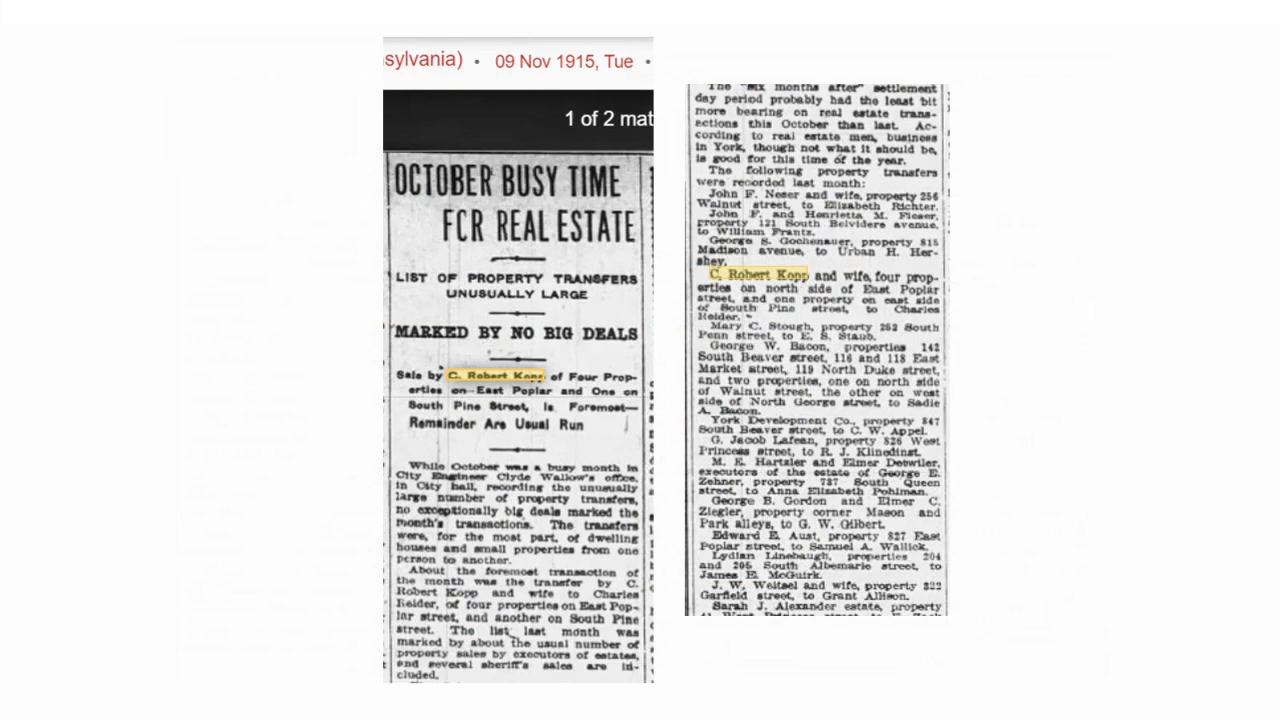 sylvania) • 09 Nov 1915, Tue •
1 of 2 mat
OCTOBER BUSY TIME
FOR REAL ESTATE
LIST OF PROPERTY TRANSFERS
UNUSUALLY LARGE
MARKED BY NO BIG DEALS
Sale by C. Robert Kopp of Four Prop-
erties on East Poplar and One on
South Pine Street, Is Foremost—
Remainder Are Usual Run
While October was a busy month in
City Engineer Clyde Wallow's office,
in City hall, recording the unusually
large number of property transfers,
no exceptionally big deals marked the
month's transactions. The transfers
were, for the most part, of dwelling
houses and small properties from one
person to another.
About the foremost transaction of
the month was the transfer by C.
Robert Kopp and wife to Charles
Reider, of four properties on East Pop-
lar street, and another on South Pine
street. The list last month was
marked by about the usual number of
property sales by executors of estates,
and several sheriff's sales are in-
cluded.
The "six months after" settlement
day period probably had the least bit
more bearing on real estate trans-
actions this October than last. Ac-
cording to real estate men, business
in York, though not what it should be,
is good for this time of the year.
The following property transfers
were recorded last month:
John F. Neser and wife, property 256
Walnut street, to Elizabeth Richter.
John F. and Henrietta M. Fieser,
property 121 South Belvidere avenue,
to William Frantz.
George S. Gochenauer, property 815
Madison avenue, to Urban H. Her-
shey.
C. Robert Kopp and wife, four prop-
erties on north side of East Poplar
street, and one property on east side
of South Pine street, to Charles
Reider.
Mary C. Stough, property 252 South
Penn street, to E. S. Staub.
George W. Bacon, properties 142
South Beaver street, 116 and 118 East
Market street, 119 North Duke street,
and two properties, one on north side
of Walnut street, the other on west
side of North George street, to Sadie
A. Bacon.
York Development Co., property 847
South Beaver street, to C. W. Appel.
G. Jacob Lafean, property 826 West
Princess street, to R. J. Klinedinst.
M. E. Hartzler and Elmer Detwiler,
executors of the estate of George E.
Zehner, property 737 South Queen
street, to Anna Elizabeth Pohlman.
George B. Gordon and Elmer C.
Ziegler, property corner Mason and
Park alleys, to G. W. Gilbert.
Edward E. Aust, property 827 East
Poplar street, to Samuel A. Wallick.
Lydian Linebaugh, properties 204
and 205 South Albemarle street, to
James E. McGuirk.
J. W. Weitsel and wife, property 322
Garfield street, to Grant Allison.
Sarah J. Alexander estate, property